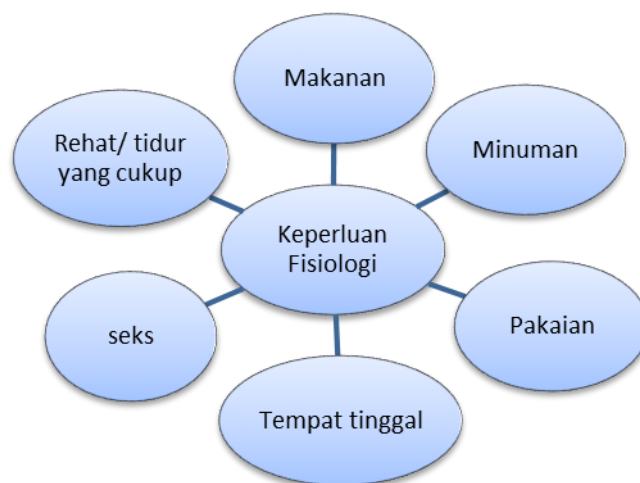 Makanan
Rehat/ tidur
yang cukup
Minuman
Keperluan
Fisiologi
seks
Pakaian
Tempat tinggal